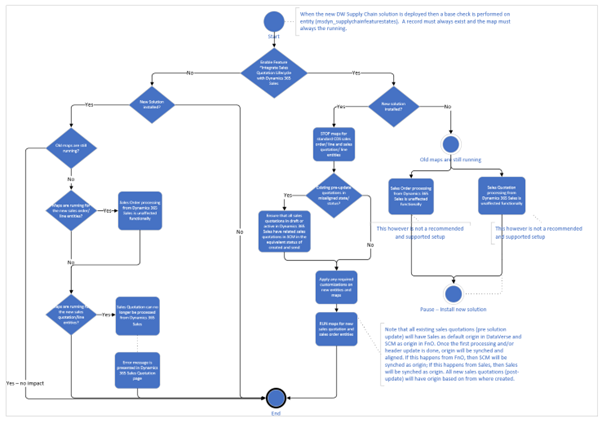 When the new DW Supply Chain solution is deployed then a base check is performed on
entity (msdyn_supplychainfeaturestates). A record must always exist and the map must
always the running.
Start
Enable Feature
"Integrate Sales
Quotation Lifecycle
with Dynamics 365
Sales
No
Yes
New Solution
installed?
New solution
installed?
Yes
No
Yes
No
Old maps are still
running?
STOP maps for
standard CDS sales
order/ line and sales
quotation/ line
entities
Old maps are still running
No
Maps are running for
the new sales order/
line entities?
Yes
Sales Order processing
from Dynamics 365
Sales is unaffected
functionally
Existing pre-update
quotations in
misaligned state/
status?
Yes
No
Sales Order processing
from Dynamics 365
Sales is unaffected
functionally
Sales Quotation
processing from
Dynamics 365 Sales is
unaffected functionally
Ensure that all sales
quotations in draft or
active in Dynamics 365
Sales have related sales
quotations in SCM in the
equivalent status of
created and send
This however is not a recommended
and supported setup
This however is not a recommended
and supported setup
No
Apply any required
customizations on
new entities and
maps
Pause – Install new solution
Maps are running for
the new sales
quotation/line
entities?
Yes
Sales Quotation can no
longer be processed
from Dynamics 365
Sales
RUN maps for new
sales quotation and
sales order entities
Note that all existing sales quotations (pre solution
update) will have Sales as default origin in DataVerse and
SCM as origin in FnO. Once the first processing and/or
header update is done, origin will be synched and
aligned. If this happens from FnO, then SCM will be
synched as origin; if this happens from Sales, then Sales
will be synched as origin. All new sales quotations (post-
update) will have origin based on from where created.
Error message is
presented in Dynamics
365 Sales Quotation
page
Yes – no impact
End